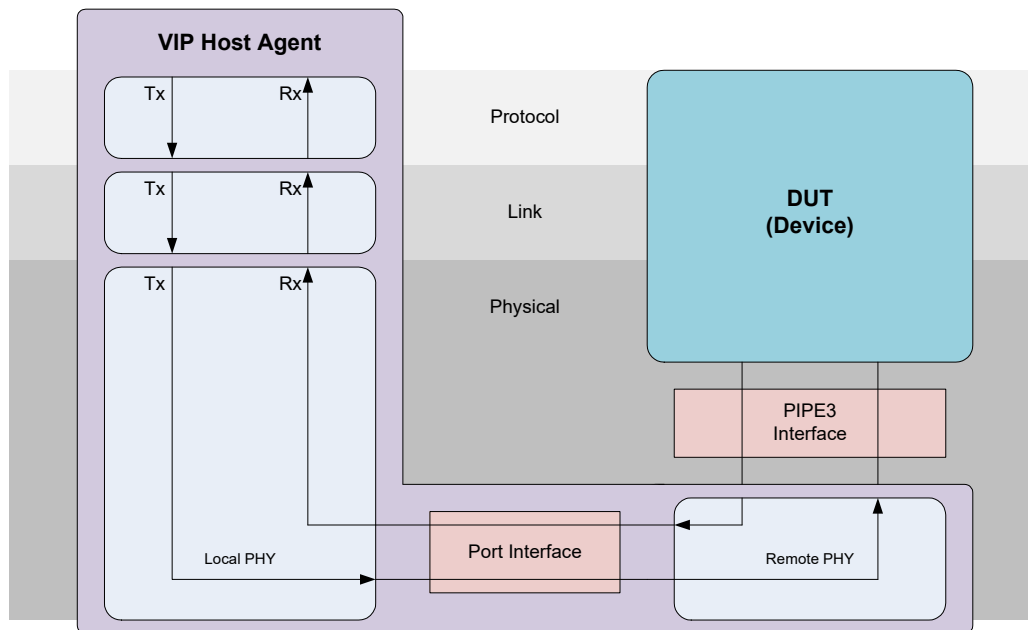 VIP Host Agent
Tx
Rx
Protocol
Tx
Rx
Link
DUT
(Device)
Tx
Rx
Physical
PIPE3
Interface
Port Interface
Local PHY
Remote PHY